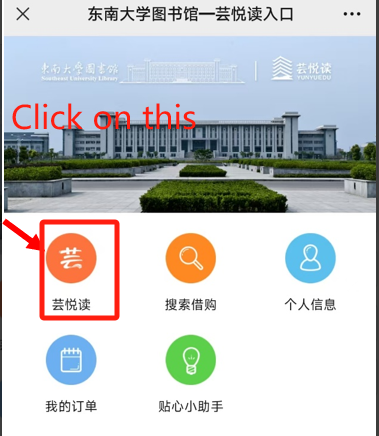 东南大学图书馆—芸悦读入口
东南大学图书馆
Southeast University Library
芸悦读
YUNYUEDU
Click on this
芸
芸悦读
搜索借购
个人信息
我的订单
贴心小助手